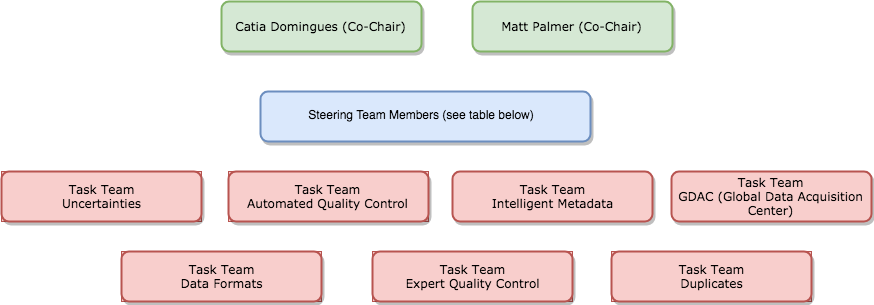 Catia Domingues (Co-Chair)
Matt Palmer (Co-Chair)
Steering Team Members (see table below)
Task Team
Uncertainties
Task Team
Automated Quality Control
Task Team
Intelligent Metadata
Task Team
GDAC (Global Data Acquisition
Center)
Task Team
Data Formats
Task Team
Expert Quality Control
Task Team
Duplicates